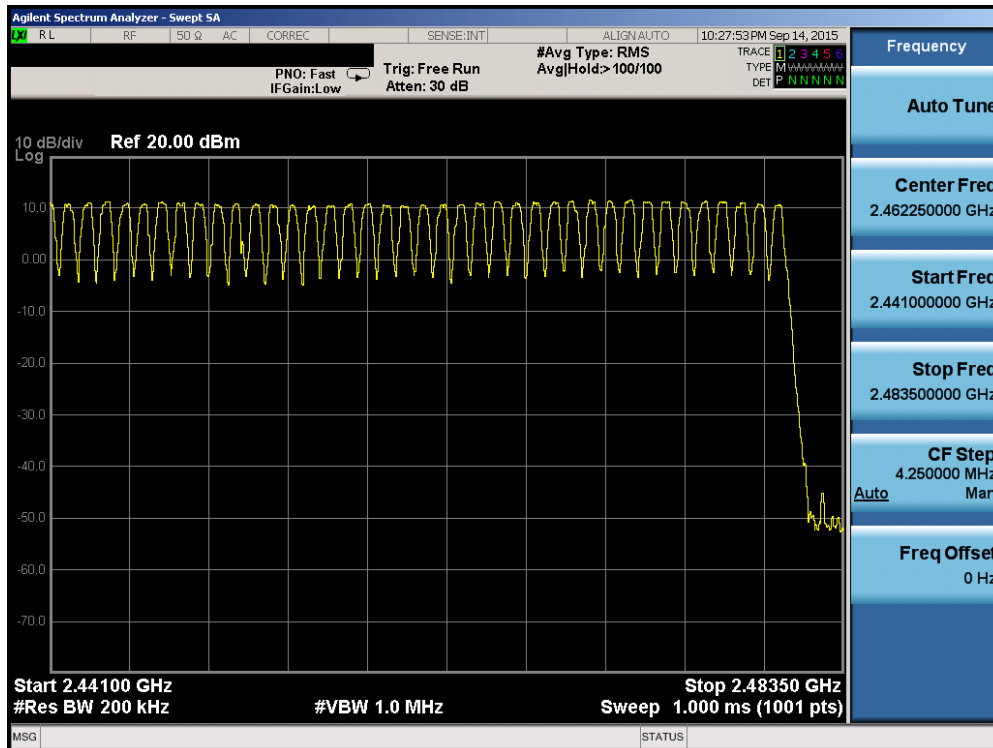 Agilent Spectrum Analyzer - Swept SA
LXI RL RF 50 Ω AC CORREC SENSE:INT ALIGN AUTO 10:27:53 PM Sep 14, 2015
PNO: Fast
IFGain:Low
Trig: Free Run
Atten: 30 dB
#Avg Type: RMS
Avg|Hold:>100/100
TRACE 1 2 3 4 5 6
TYPE M
DET P N N N N N
10 dB/div Ref 20.00 dBm
Log
10.0
0.00
-10.0
-20.0
-30.0
-40.0
-50.0
-60.0
-70.0
Start 2.44100 GHz Stop 2.48350 GHz
#Res BW 200 kHz #VBW 1.0 MHz Sweep 1.000 ms (1001 pts)
MSG STATUS
Frequency
Auto Tune
Center Freq
2.462250000 GHz
Start Freq
2.441000000 GHz
Stop Freq
2.483500000 GHz
CF Step
4.250000 MHz
Auto Man
Freq Offset
0 Hz